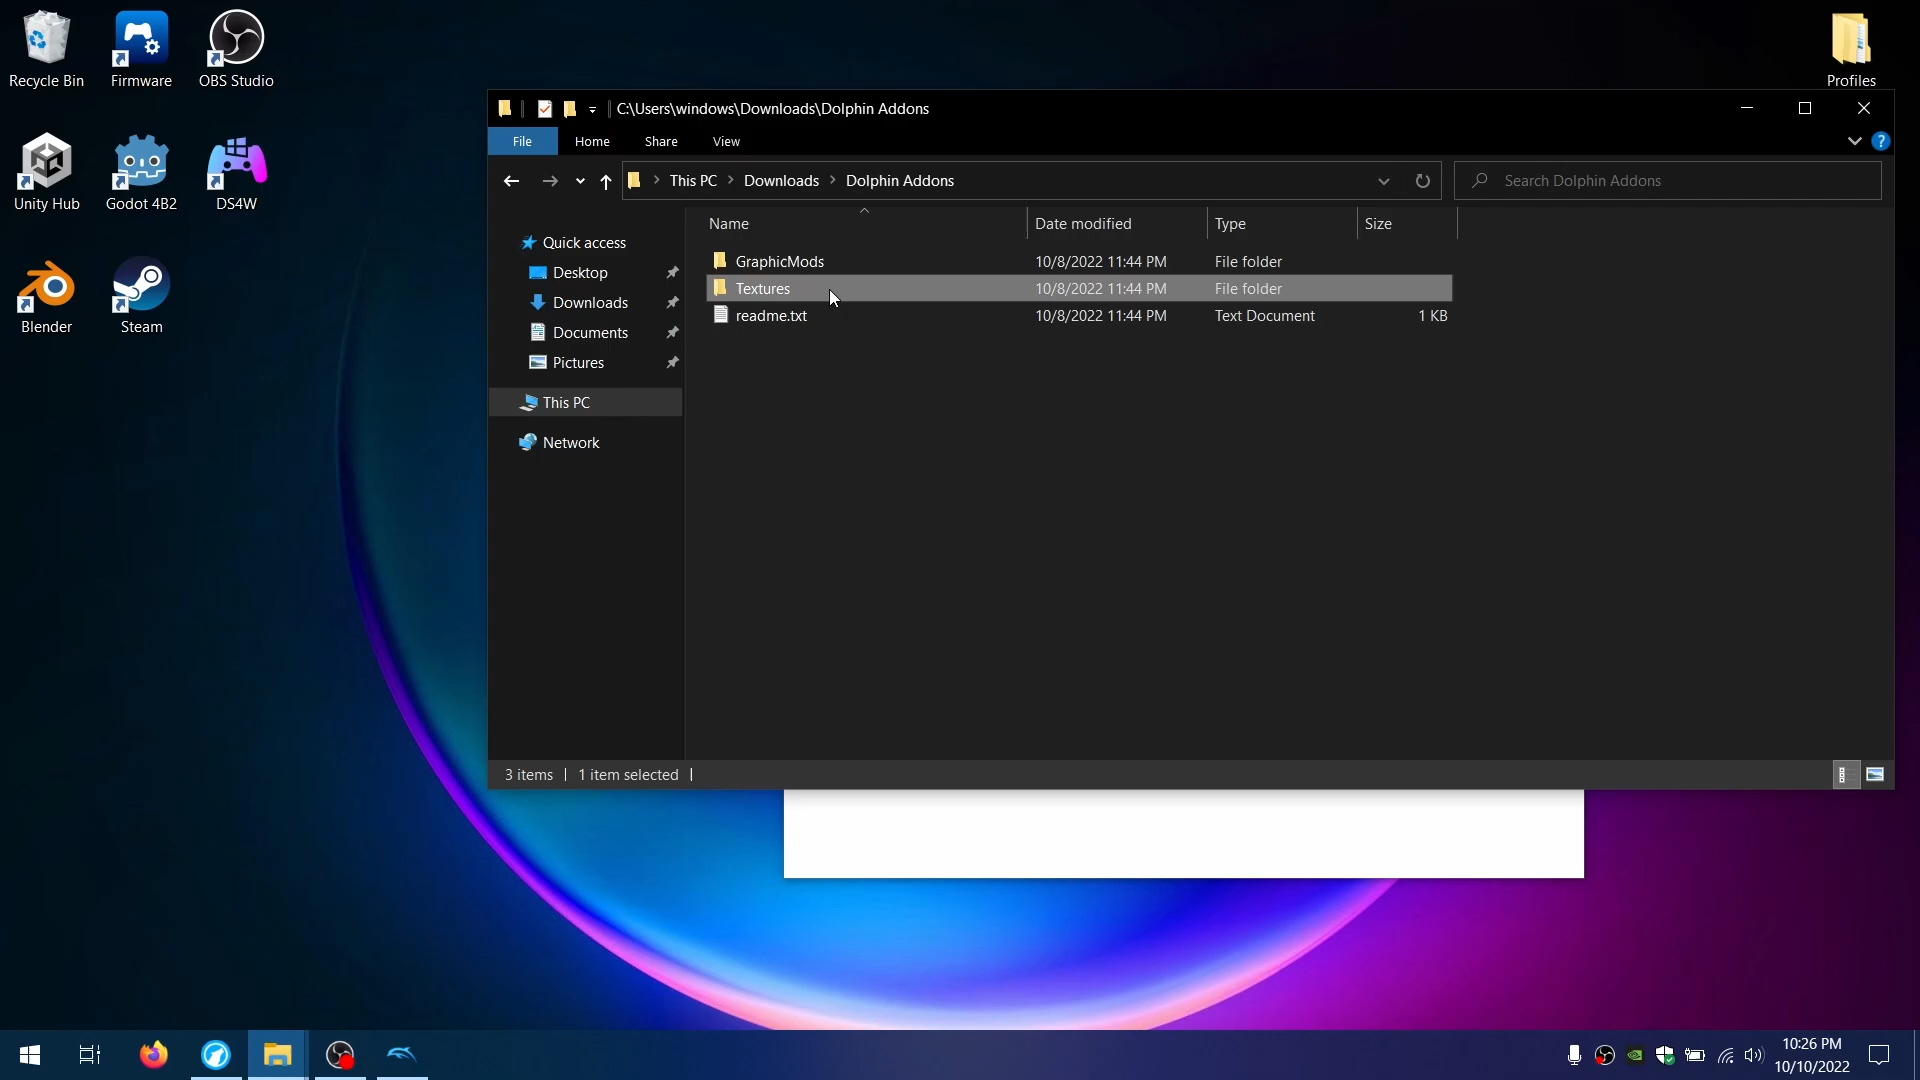 Recycle Bin
Firmware
OBS Studio
Profiles
Unity Hub
Godot 4B2
DS4W
Blender
Steam
C:\Users\windows\Downloads\Dolphin Addons
File Home Share View
This PC Downloads Dolphin Addons
Search Dolphin Addons
Name Date modified Type Size
Quick access
Desktop
Downloads
Documents
Pictures
This PC
Network
GraphicMods 10/8/2022 11:44 PM File folder
Textures 10/8/2022 11:44 PM File folder
readme.txt 10/8/2022 11:44 PM Text Document 1 KB
3 items 1 item selected
10:26 PM
10/10/2022